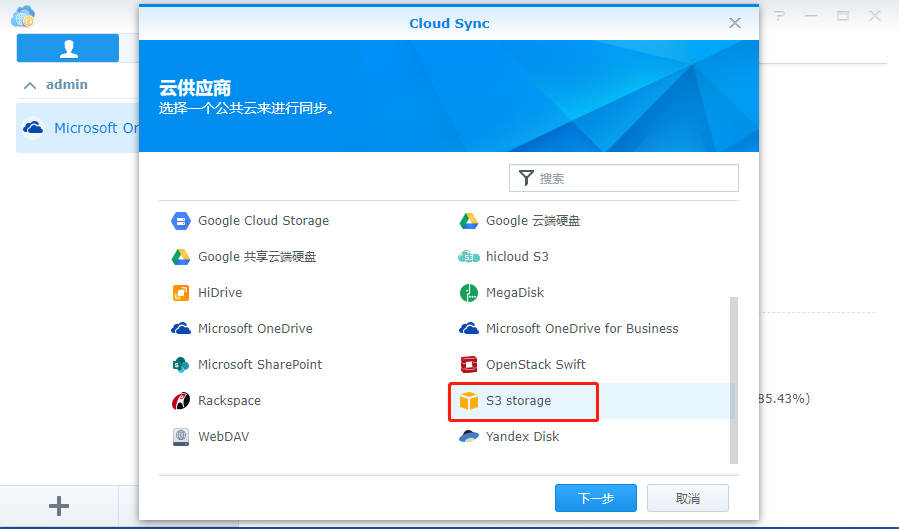 Cloud Sync
admin
Microsoft On
云供应商
选择一个公共云来进行同步。
搜索
Google Cloud Storage
Google 云端硬盘
Google 共享云端硬盘
hicloud S3
HiDrive
MegaDisk
Microsoft OneDrive
Microsoft OneDrive for Business
Microsoft SharePoint
OpenStack Swift
Rackspace
S3 storage
85.43%)
WebDAV
Yandex Disk
下一步
取消